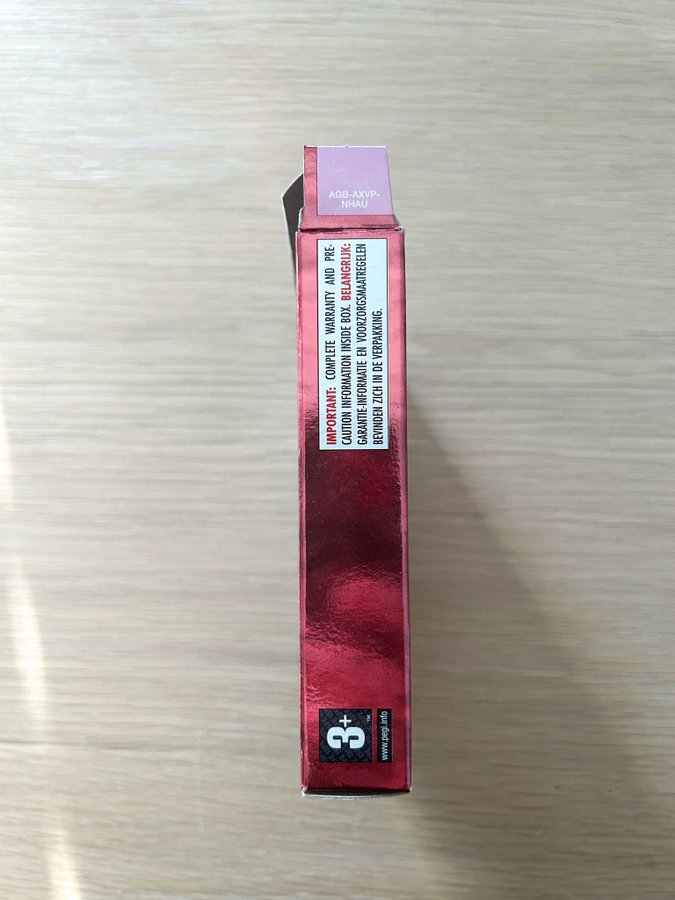 AGB-AXVP-
NHAU
IMPORTANT: COMPLETE WARRANTY AND PRE-
CAUTION INFORMATION INSIDE BOX. BELANGRIJK:
GARANTIE-INFORMATIE EN VOORZORGSMAATREGELEN
BEVINDEN ZICH IN DE VERPAKKING.
3+™
www.pegi.info